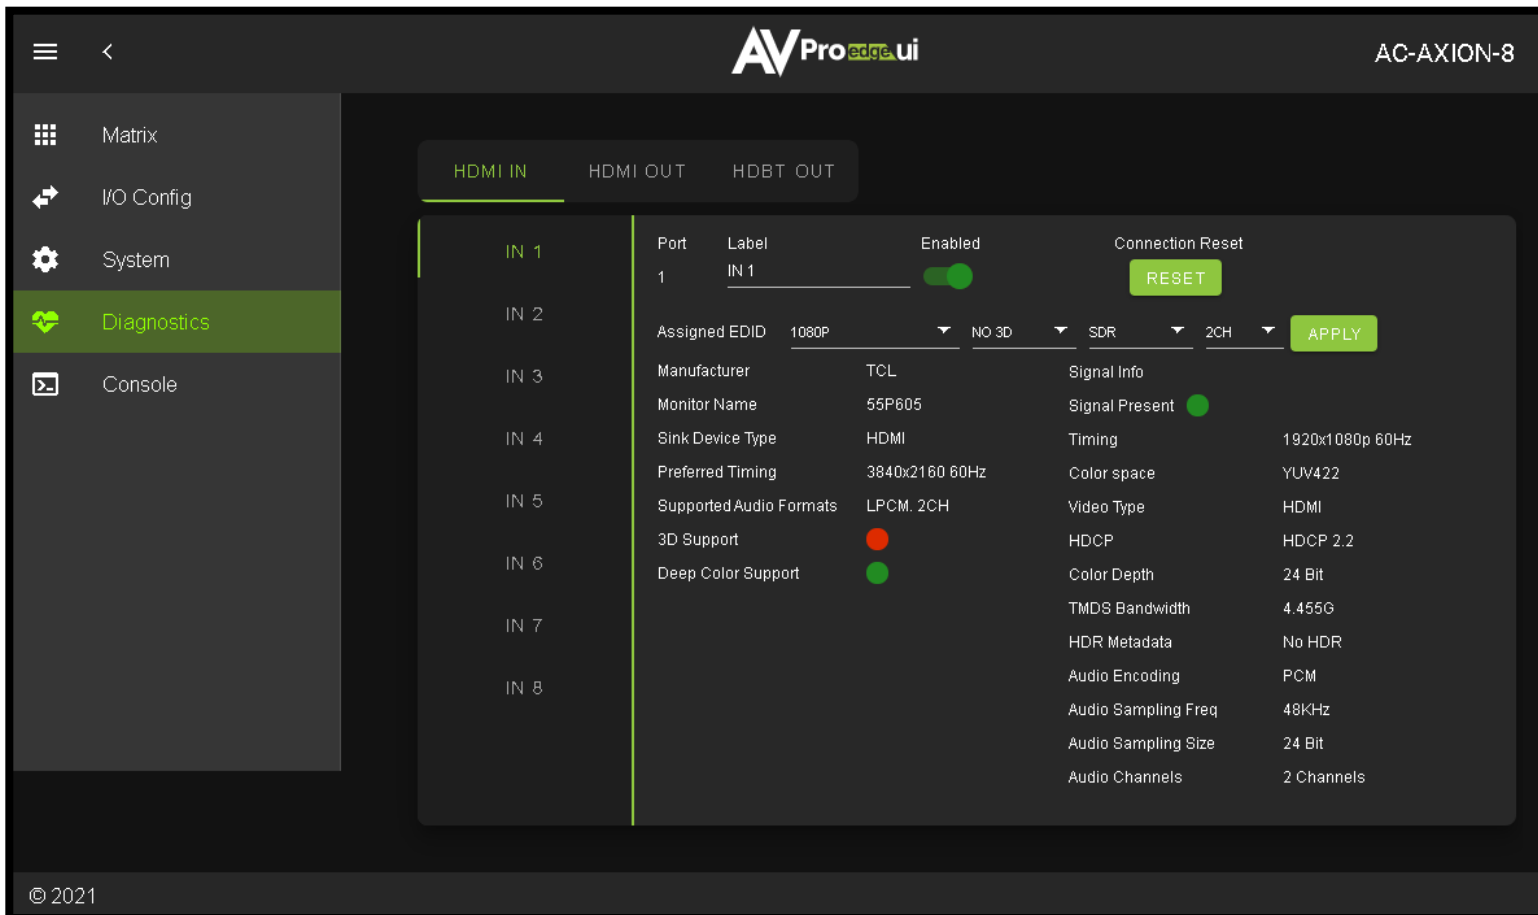 AVPro edge.ui
AC-AXION-8
Matrix
I/O Config
System
Diagnostics
Console
HDMI IN HDMI OUT HDBT OUT
IN 1
IN 2
IN 3
IN 4
IN 5
IN 6
IN 7
IN 8
Port Label Enabled Connection Reset
1 IN 1 RESET
Assigned EDID 1080P NO 3D SDR 2CH APPLY
Manufacturer TCL
Monitor Name 55P605
Sink Device Type HDMI
Preferred Timing 3840x2160 60Hz
Supported Audio Formats LPCM. 2CH
3D Support
Deep Color Support
Signal Info
Signal Present
Timing 1920x1080p 60Hz
Color space YUV422
Video Type HDMI
HDCP HDCP 2.2
Color Depth 24 Bit
TMDS Bandwidth 4.455G
HDR Metadata No HDR
Audio Encoding PCM
Audio Sampling Freq 48KHz
Audio Sampling Size 24 Bit
Audio Channels 2 Channels
© 2021